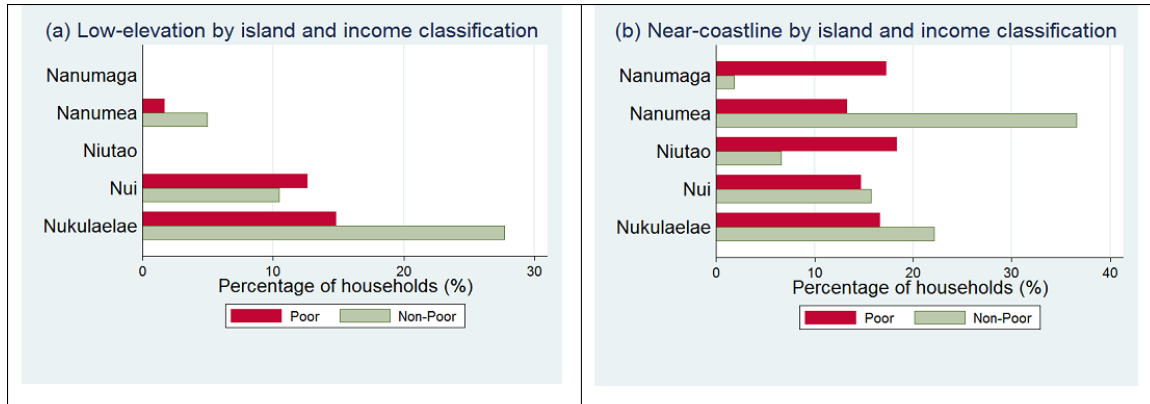 (a) Low-elevation by island and income classification
Nanumaga
Nanumea
Niutao
Nui
Nukulaelae
0 10 20 30
Percentage of households (%)
Poor Non-Poor
(b) Near-coastline by island and income classification
Nanumaga
Nanumea
Niutao
Nui
Nukulaelae
0 10 20 30 40
Percentage of households (%)
Poor Non-Poor